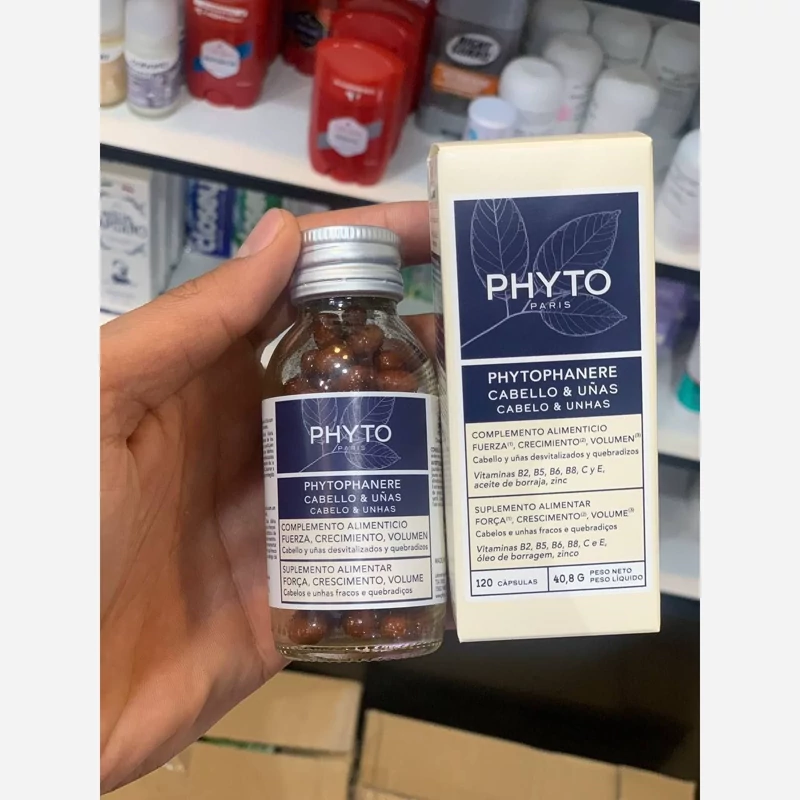 RIGHT
GUARD
CLOSEUP
PHYTO
PARIS
PHYTOPHANERE
CABELLO & UÑAS
CABELO & UNHAS
COMPLEMENTO ALIMENTICIO
FUERZA, CRECIMIENTO, VOLUMEN
Cabello y uñas desvitalizados y quebradizos
SUPLEMENTO ALIMENTAR
FORÇA, CRESCIMENTO, VOLUME
Cabelos e unhas fracos e quebradiços
PHYTO
PARIS
PHYTOPHANERE
CABELLO & UÑAS
CABELO & UNHAS
COMPLEMENTO ALIMENTICIO
FUERZA(1), CRECIMIENTO(2), VOLUMEN(3)
Cabello y uñas desvitalizados y quebradizos
Vitaminas B2, B5, B6, B8, C y E,
aceite de borraja, zinc
SUPLEMENTO ALIMENTAR
FORÇA(1), CRESCIMENTO(2), VOLUME(3)
Cabelos e unhas fracos e quebradiços
Vitaminas B2, B5, B6, B8, C e E,
óleo de borragem, zinco
120 CÀPSULAS
40,8 G PESO NETO
PESO LÍQUIDO